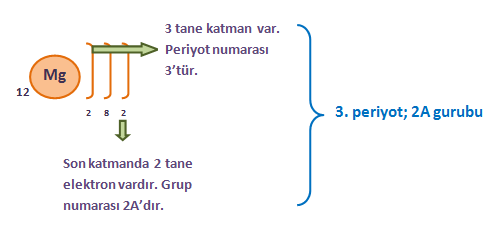 3 tane katman var.
Periyot numarası
3'tür.
Mg
12
2 8 2
3. periyot; 2A gurubu
Son katmanda 2 tane
elektron vardır. Grup
numarası 2A'dır.